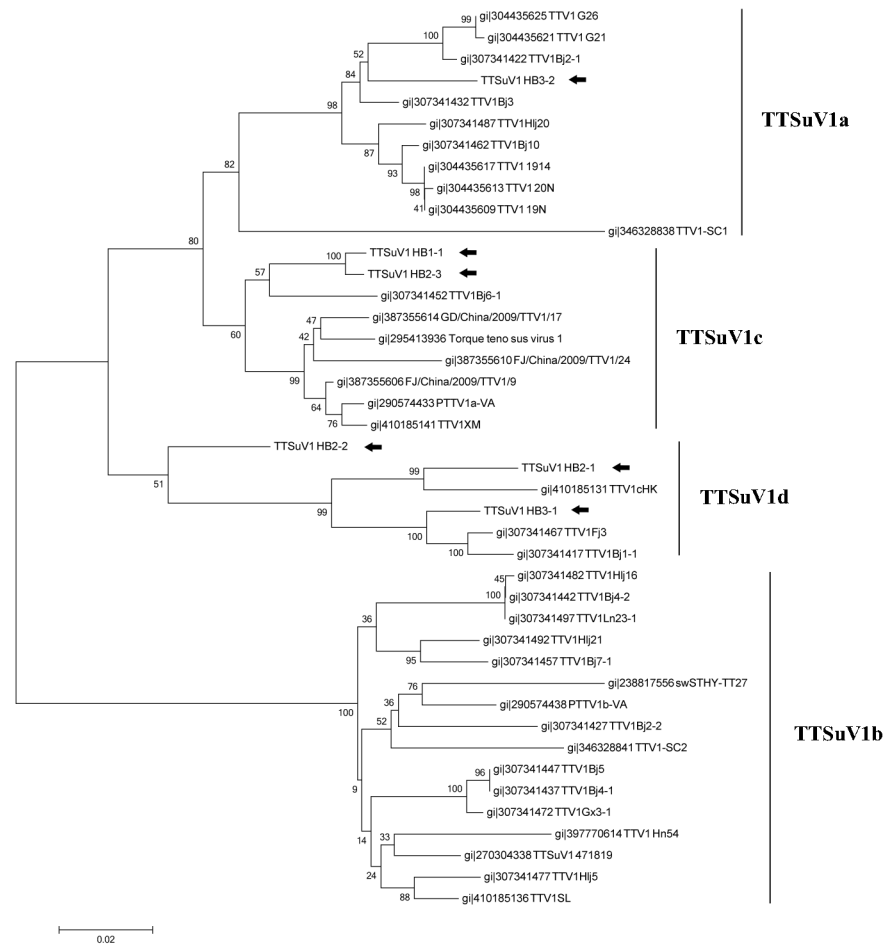 gi|304435625 TTV1 G26
99
gi|304435621 TTV1 G21
100
gi|307341422 TTV1Bj2-1
52
TTSuV1 HB3-2
84
gi|307341432 TTV1Bj3
98
gi|307341487 TTV1Hlj20
TTSuV1a
87
gi|307341462 TTV1Bj10
93
gi|304435617 TTV1 1914
82
98
gi|304435613 TTV1 20N
41
gi|304435609 TTV1 19N
gi|346328838 TTV1-SC1
80
TTSuV1 HB1-1
100
57
TTSuV1 HB2-3
gi|307341452 TTV1Bj6-1
60
gi|387355614 GD/China/2009/TTV1/17
47
gi|295413936 Torque teno sus virus 1
TTSuV1c
42
gi|387355610 FJ/China/2009/TTV1/24
99
gi|387355606 FJ/China/2009/TTV1/9
64
gi|290574433 PTTV1a-VA
76
gi|410185141 TTV1XM
TTSuV1 HB2-2
51
TTSuV1 HB2-1
99
gi|410185131 TTV1cHK
TTSuV1d
99
TTSuV1 HB3-1
100
gi|307341467 TTV1Fj3
100
gi|307341417 TTV1Bj1-1
gi|307341482 TTV1Hlj16
45
100
gi|307341442 TTV1Bj4-2
gi|307341497 TTV1Ln23-1
36
gi|307341492 TTV1Hlj21
95
gi|307341457 TTV1Bj7-1
gi|238817556 swSTHY-TT27
76
100
36
gi|290574438 PTTV1b-VA
52
gi|307341427 TTV1Bj2-2
TTSuV1b
gi|346328841 TTV1-SC2
9
96
gi|307341447 TTV1Bj5
100
gi|307341437 TTV1Bj4-1
gi|307341472 TTV1Gx3-1
14
gi|397770614 TTV1 Hn54
33
gi|270304338 TTSuV1 471819
24
gi|307341477 TTV1Hlj5
88
gi|410185136 TTV1SL
0.02